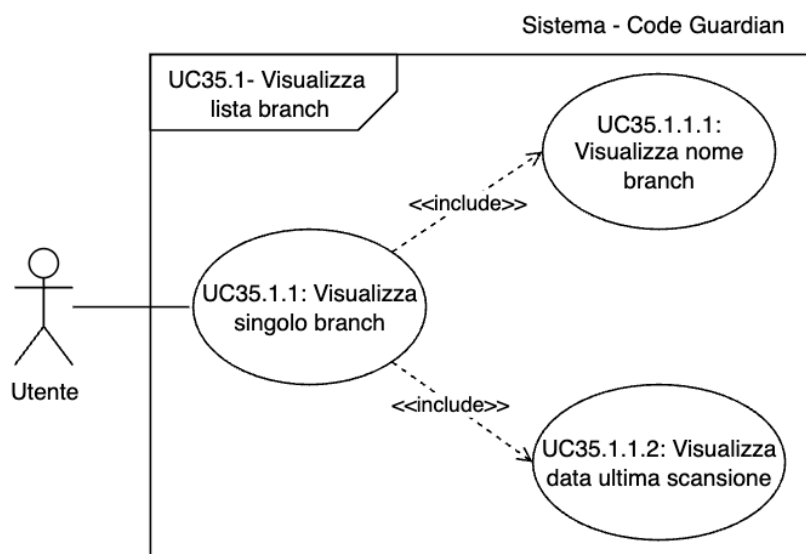 Sistema - Code Guardian
UC35.1- Visualizza
lista branch
UC35.1.1.1:
Visualizza nome
branch
<<include>>
UC35.1.1: Visualizza
singolo branch
Utente
<<include>>
UC35.1.1.2: Visualizza
data ultima scansione